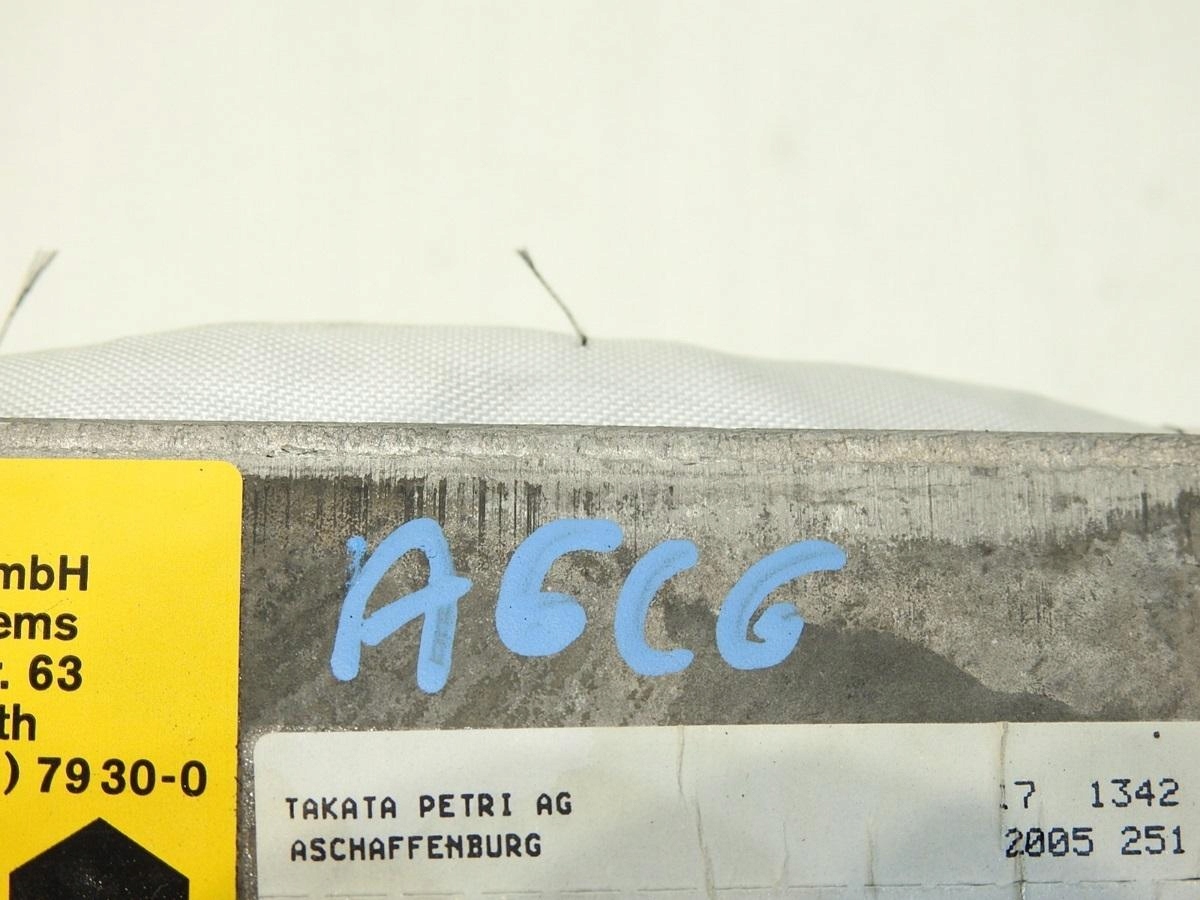 mbH
ems
r. 63
th
) 79 30-0
A6C6
TAKATA PETRI AG
ASCHAFFENBURG
:7 1342
2005 251